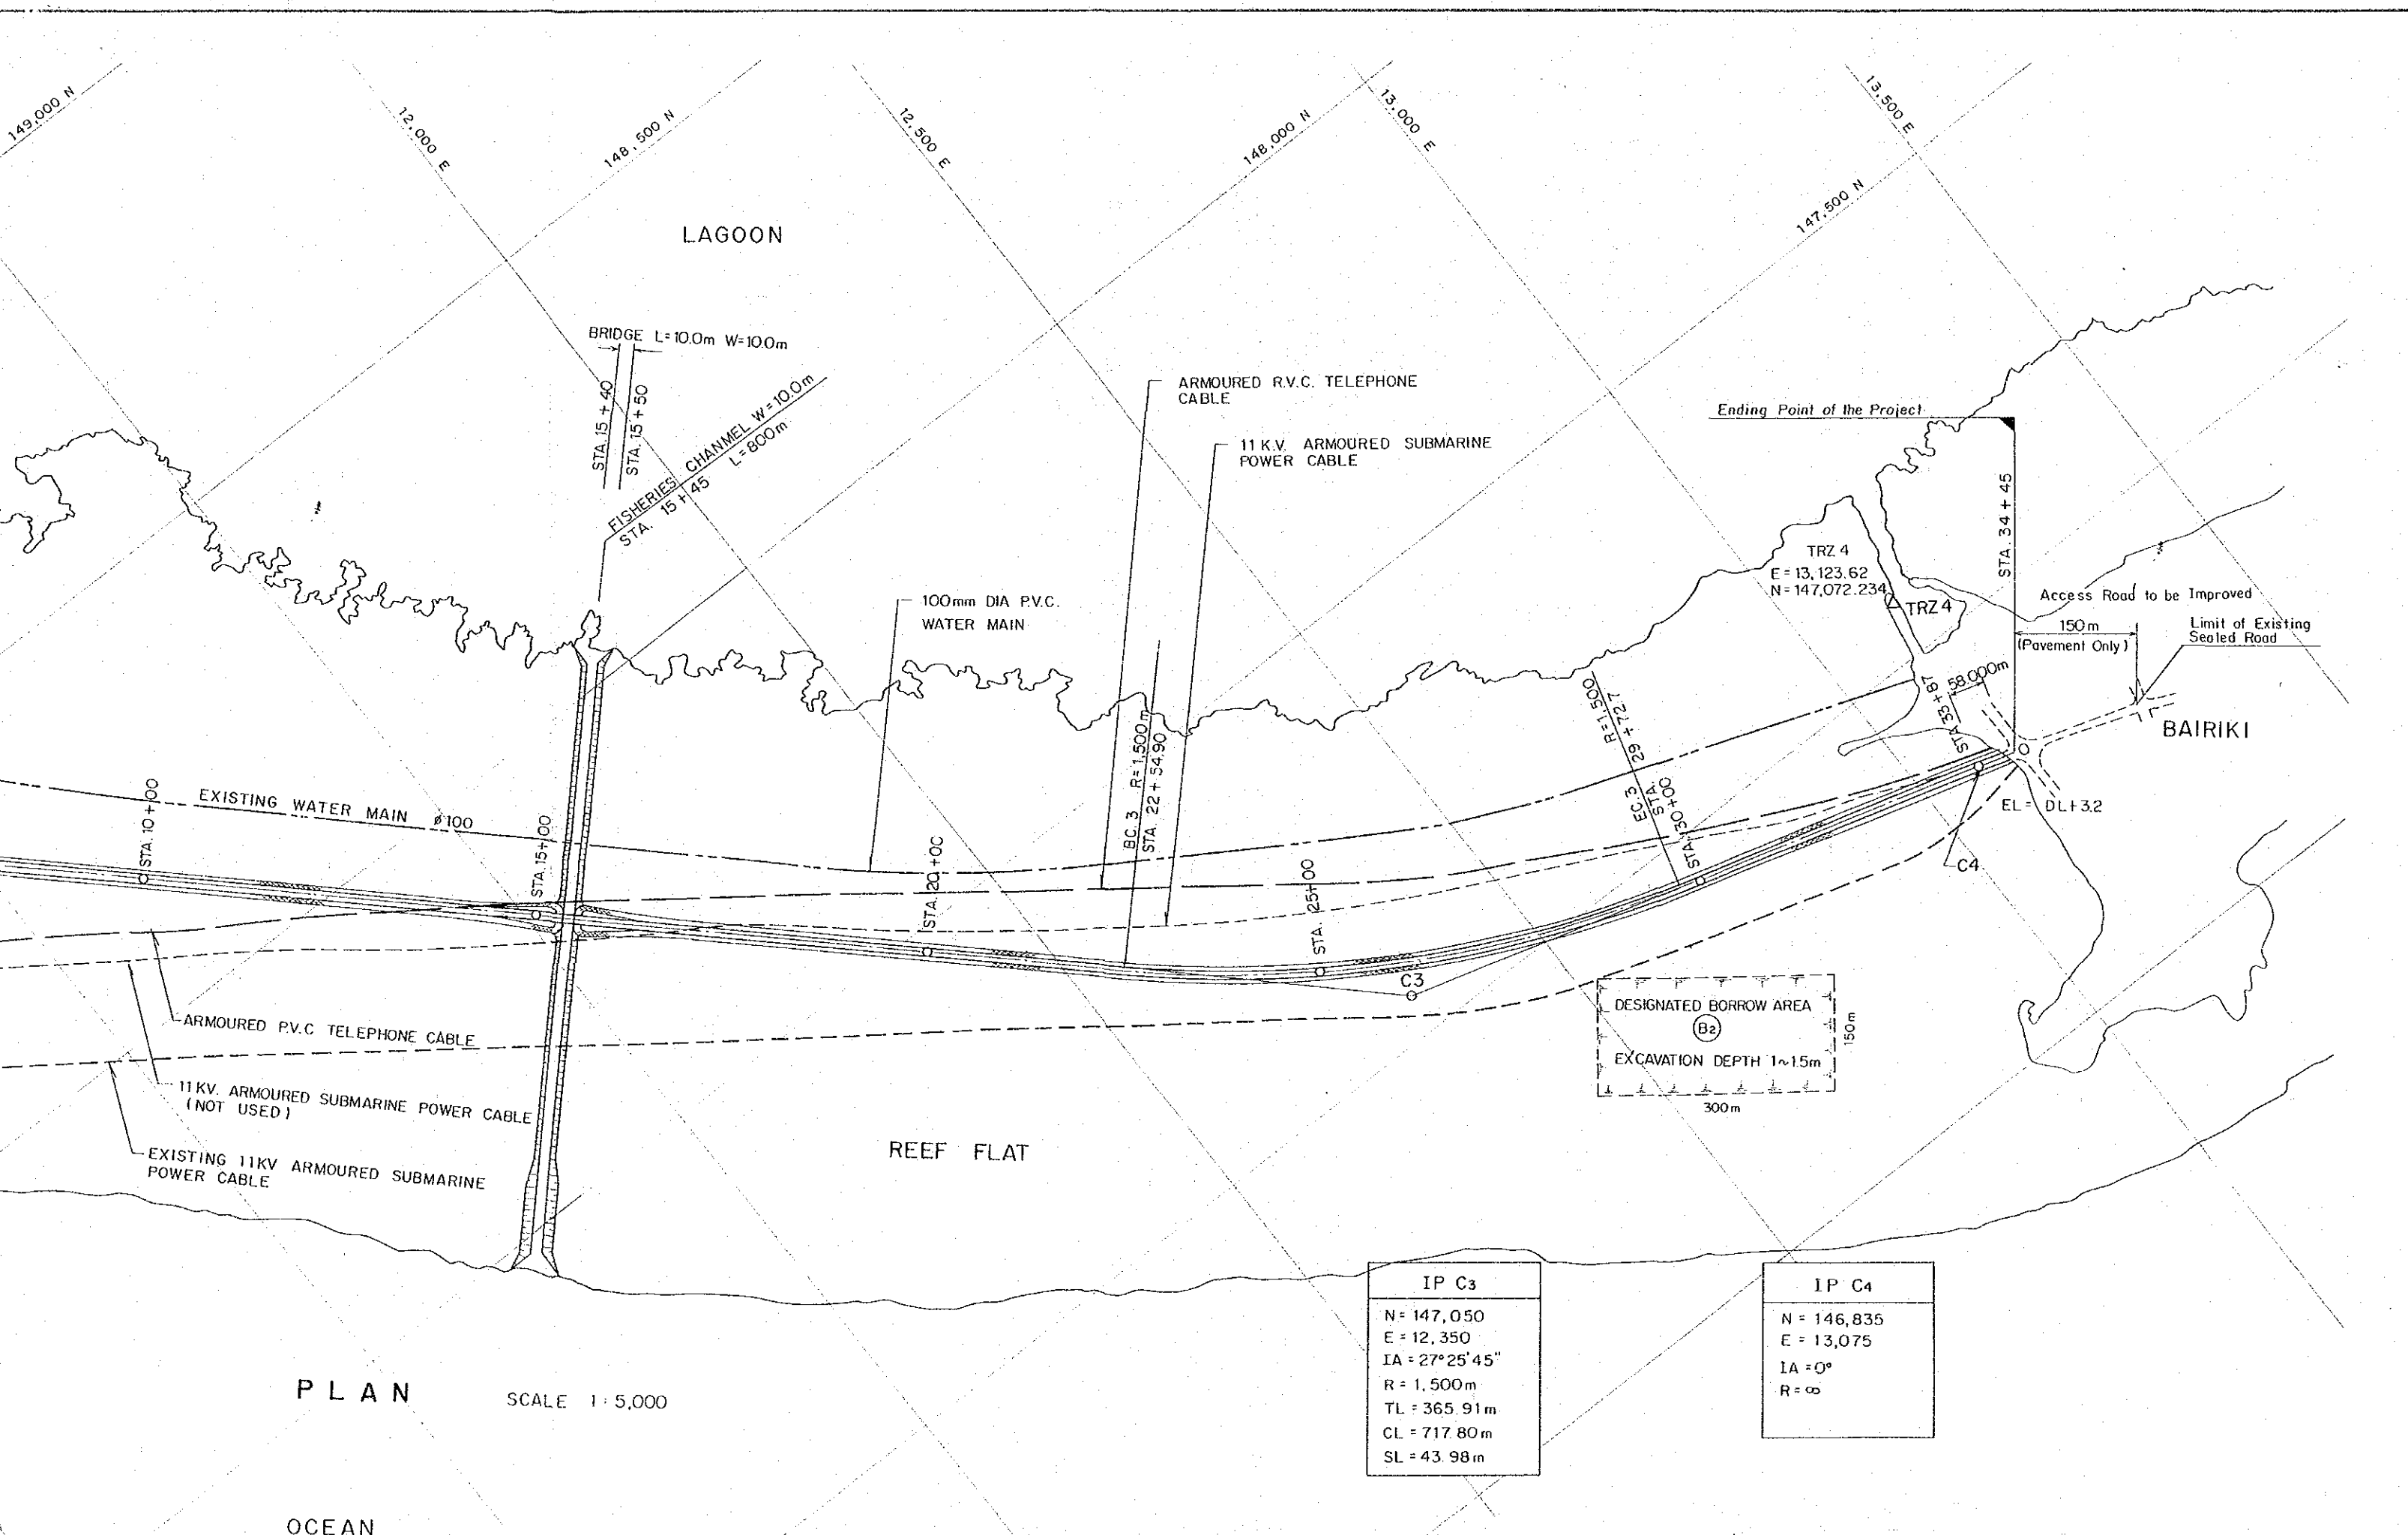 149,000 N
12,000 E
148,500 N
12,500 E
148,000 N
13,000 E
147,500 N
13,500 E
LAGOON
BRIDGE L=10.0m W=10.0m
STA. 15 + 40
STA. 15 + 50
FISHERIES CHANMEL W=10.0m
L=800m
STA. 15 + 45
ARMOURED R.V.C. TELEPHONE
CABLE
11 K.V. ARMOURED SUBMARINE
POWER CABLE
Ending Point of the Project
STA. 34 + 45
TRZ 4
E = 13,123.62
N = 147,072.234
TRZ 4
Access Road to be Improved
150 m
(Pavement Only)
Limit of Existing
Sealed Road
100mm DIA P.V.C.
WATER MAIN
BC. 3 R=1,500m
STA. 22 + 54.90
R=1,500
EC. 3 29 + 72.77
STA.
STA. 30+00
STA. 33+87
58.000m
BAIRIKI
EL = DL+3.2
C4
STA. 10+00
EXISTING WATER MAIN ø100
STA. 15+00
STA. 20+00
STA. 25+00
C3
ARMOURED P.V.C TELEPHONE CABLE
11KV. ARMOURED SUBMARINE POWER CABLE
(NOT USED)
EXISTING 11KV ARMOURED SUBMARINE
POWER CABLE
DESIGNATED BORROW AREA
B2
EXCAVATION DEPTH 1~1.5m
150m
300m
REEF FLAT
IP C3
N = 147,050
E = 12,350
IA = 27°25'45"
R = 1,500m
TL = 365.91m
CL = 717.80m
SL = 43.98m
IP C4
N = 146,835
E = 13,075
IA = 0°
R = ∞
PLAN SCALE 1:5,000
OCEAN